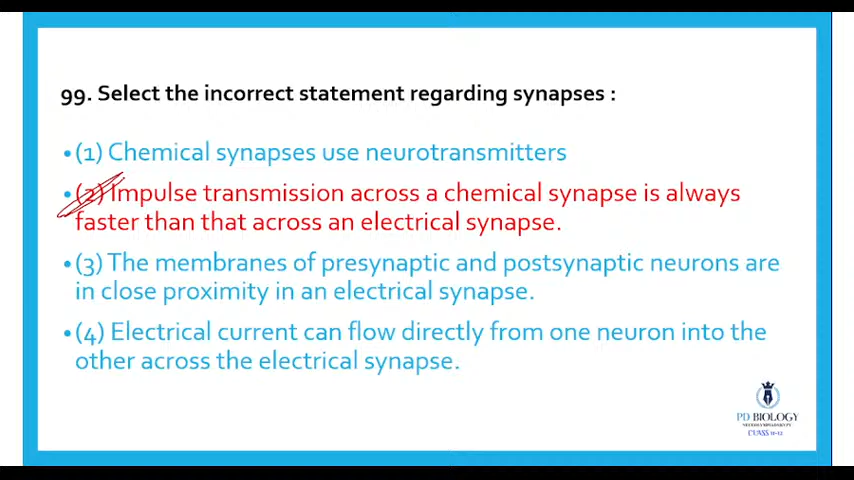 99. Select the incorrect statement regarding synapses :
• (1) Chemical synapses use neurotransmitters
• (2) Impulse transmission across a chemical synapse is always
faster than that across an electrical synapse.
• (3) The membranes of presynaptic and postsynaptic neurons are
in close proximity in an electrical synapse.
• (4) Electrical current can flow directly from one neuron into the
other across the electrical synapse.
PD BIOLOGY
CLASS 11-12